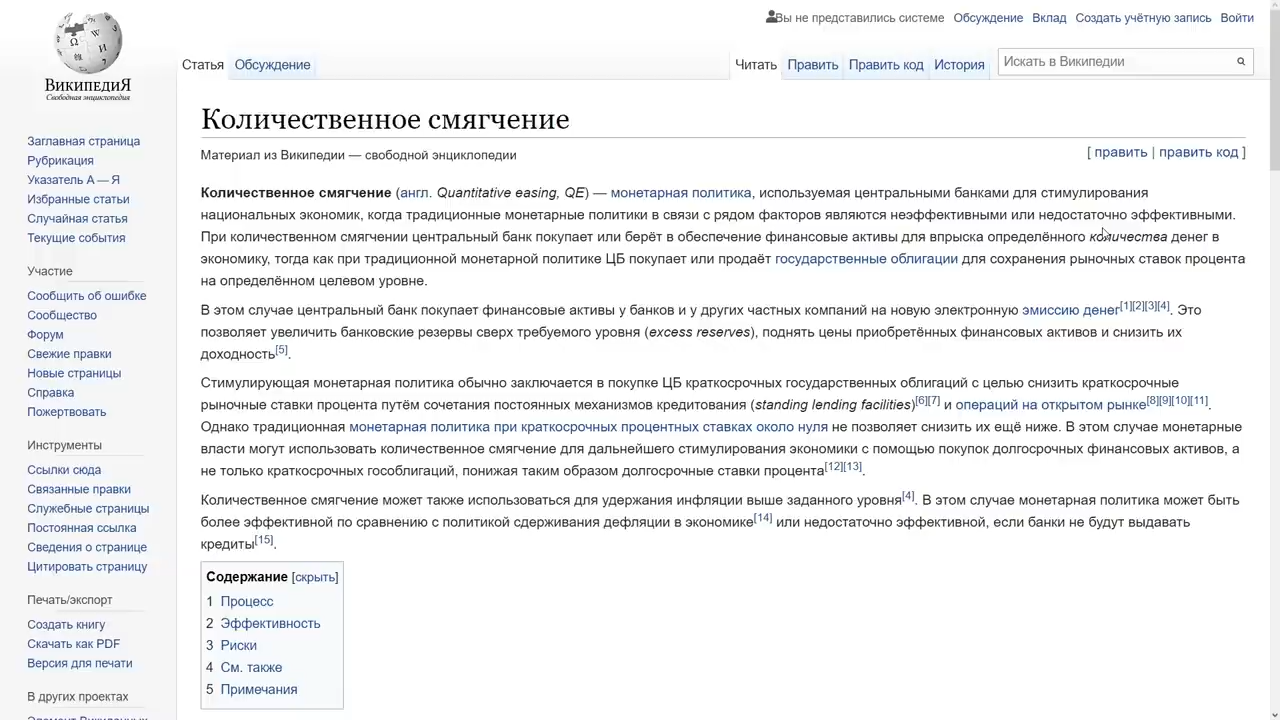 Вы не представились системе Обсуждение Вклад Создать учётную запись Войти
ВикипедиЯ
Свободная энциклопедия
Статья Обсуждение Читать Править Править код История Искать в Википедии
Заглавная страница
Рубрикация
Указатель А — Я
Избранные статьи
Случайная статья
Текущие события
Участие
Сообщить об ошибке
Сообщество
Форум
Свежие правки
Новые страницы
Справка
Пожертвовать
Инструменты
Ссылки сюда
Связанные правки
Служебные страницы
Постоянная ссылка
Сведения о странице
Цитировать страницу
Печать/экспорт
Создать книгу
Скачать как PDF
Версия для печати
В других проектах
Количественное смягчение
Материал из Википедии — свободной энциклопедии
[ править | править код ]
Количественное смягчение (англ. Quantitative easing, QE) — монетарная политика, используемая центральными банками для стимулирования
национальных экономик, когда традиционные монетарные политики в связи с рядом факторов являются неэффективными или недостаточно эффективными.
При количественном смягчении центральный банк покупает или берёт в обеспечение финансовые активы для впрыска определённого количества денег в
экономику, тогда как при традиционной монетарной политике ЦБ покупает или продаёт государственные облигации для сохранения рыночных ставок процента
на определённом целевом уровне.
В этом случае центральный банк покупает финансовые активы у банков и у других частных компаний на новую электронную эмиссию денег[1][2][3][4]. Это
позволяет увеличить банковские резервы сверх требуемого уровня (excess reserves), поднять цены приобретённых финансовых активов и снизить их
доходность[5].
Стимулирующая монетарная политика обычно заключается в покупке ЦБ краткосрочных государственных облигаций с целью снизить краткосрочные
рыночные ставки процента путём сочетания постоянных механизмов кредитования (standing lending facilities)[6][7] и операций на открытом рынке[8][9][10][11].
Однако традиционная монетарная политика при краткосрочных процентных ставках около нуля не позволяет снизить их ещё ниже. В этом случае монетарные
власти могут использовать количественное смягчение для дальнейшего стимулирования экономики с помощью покупок долгосрочных финансовых активов, а
не только краткосрочных гособлигаций, понижая таким образом долгосрочные ставки процента[12][13].
Количественное смягчение может также использоваться для удержания инфляции выше заданного уровня[4]. В этом случае монетарная политика может быть
более эффективной по сравнению с политикой сдерживания дефляции в экономике[14] или недостаточно эффективной, если банки не будут выдавать
кредиты[15].
Содержание [скрыть]
1 Процесс
2 Эффективность
3 Риски
4 См. также
5 Примечания